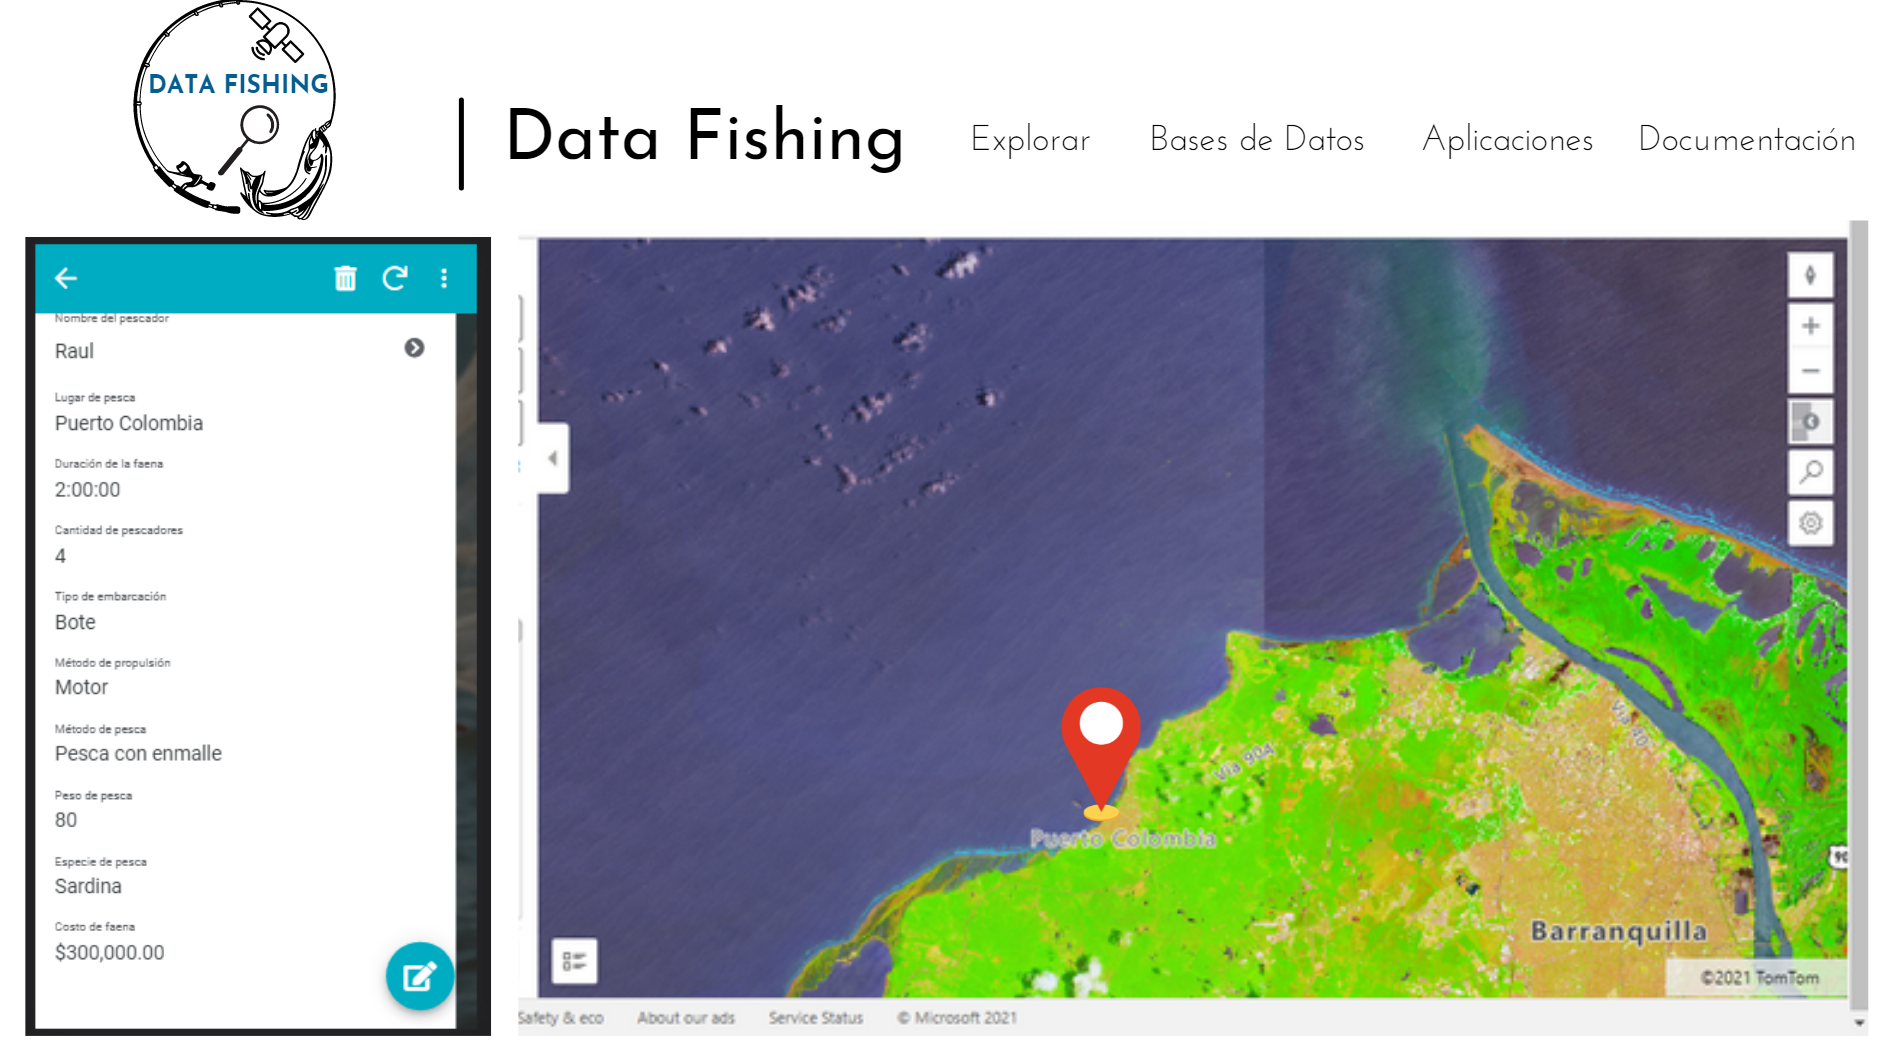 DATA FISHING
Data Fishing
Explorar
Bases de Datos
Aplicaciones
Documentación
Nombre del pescador
Raul
Lugar de pesca
Puerto Colombia
Duración de la faena
2:00:00
Cantidad de pescadores
4
Tipo de embarcación
Bote
Método de propulsión
Motor
Método de pesca
Pesca con enmalle
Peso de pesca
80
Especie de pesca
Sardina
Costo de faena
$300,000.00
Vía 40
Vía 90A
Puerto Colombia
90
Barranquilla
©2021 TomTom
Safety & eco
About our ads
Service Status
© Microsoft 2021